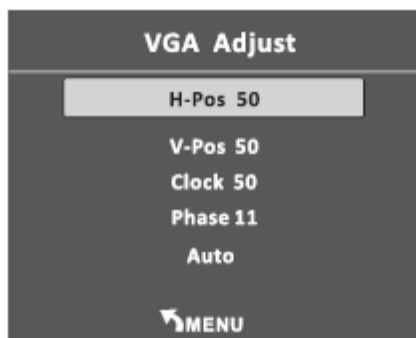 VGA Adjust
H-Pos 50
V-Pos 50
Clock 50
Phase 11
Auto
MENU